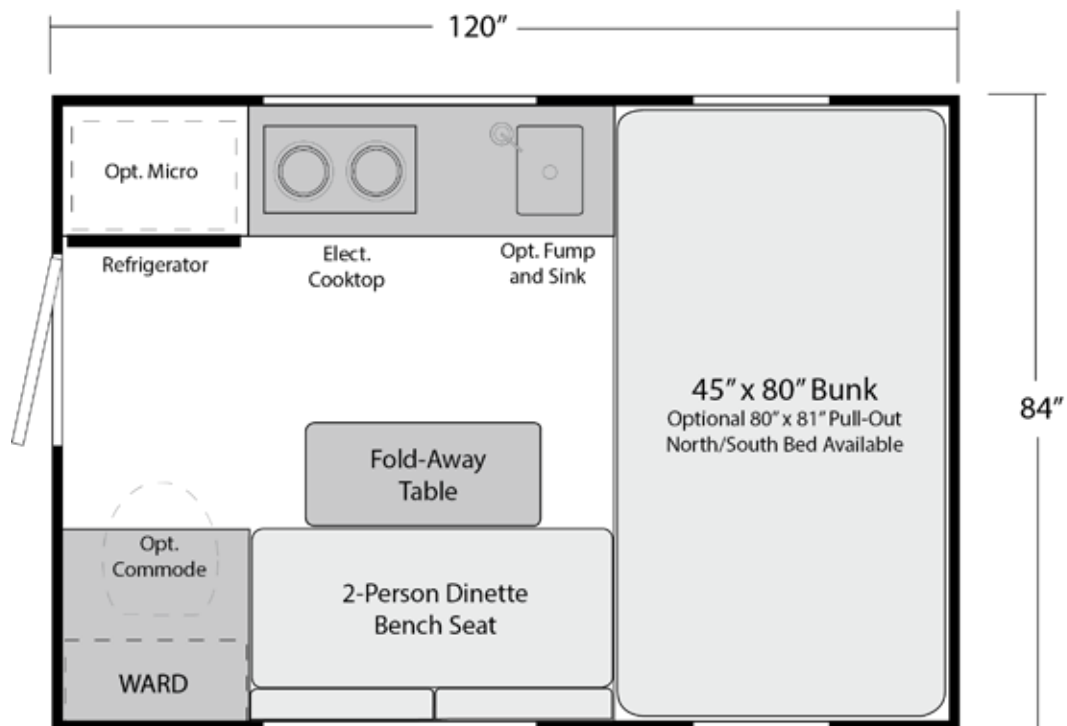 120”
Opt. Micro
Refrigerator
Elect.
Cooktop
Opt. Fump
and Sink
45” x 80” Bunk
Optional 80” x 81” Pull-Out
North/South Bed Available
84”
Fold-Away
Table
Opt.
Commode
2-Person Dinette
Bench Seat
WARD